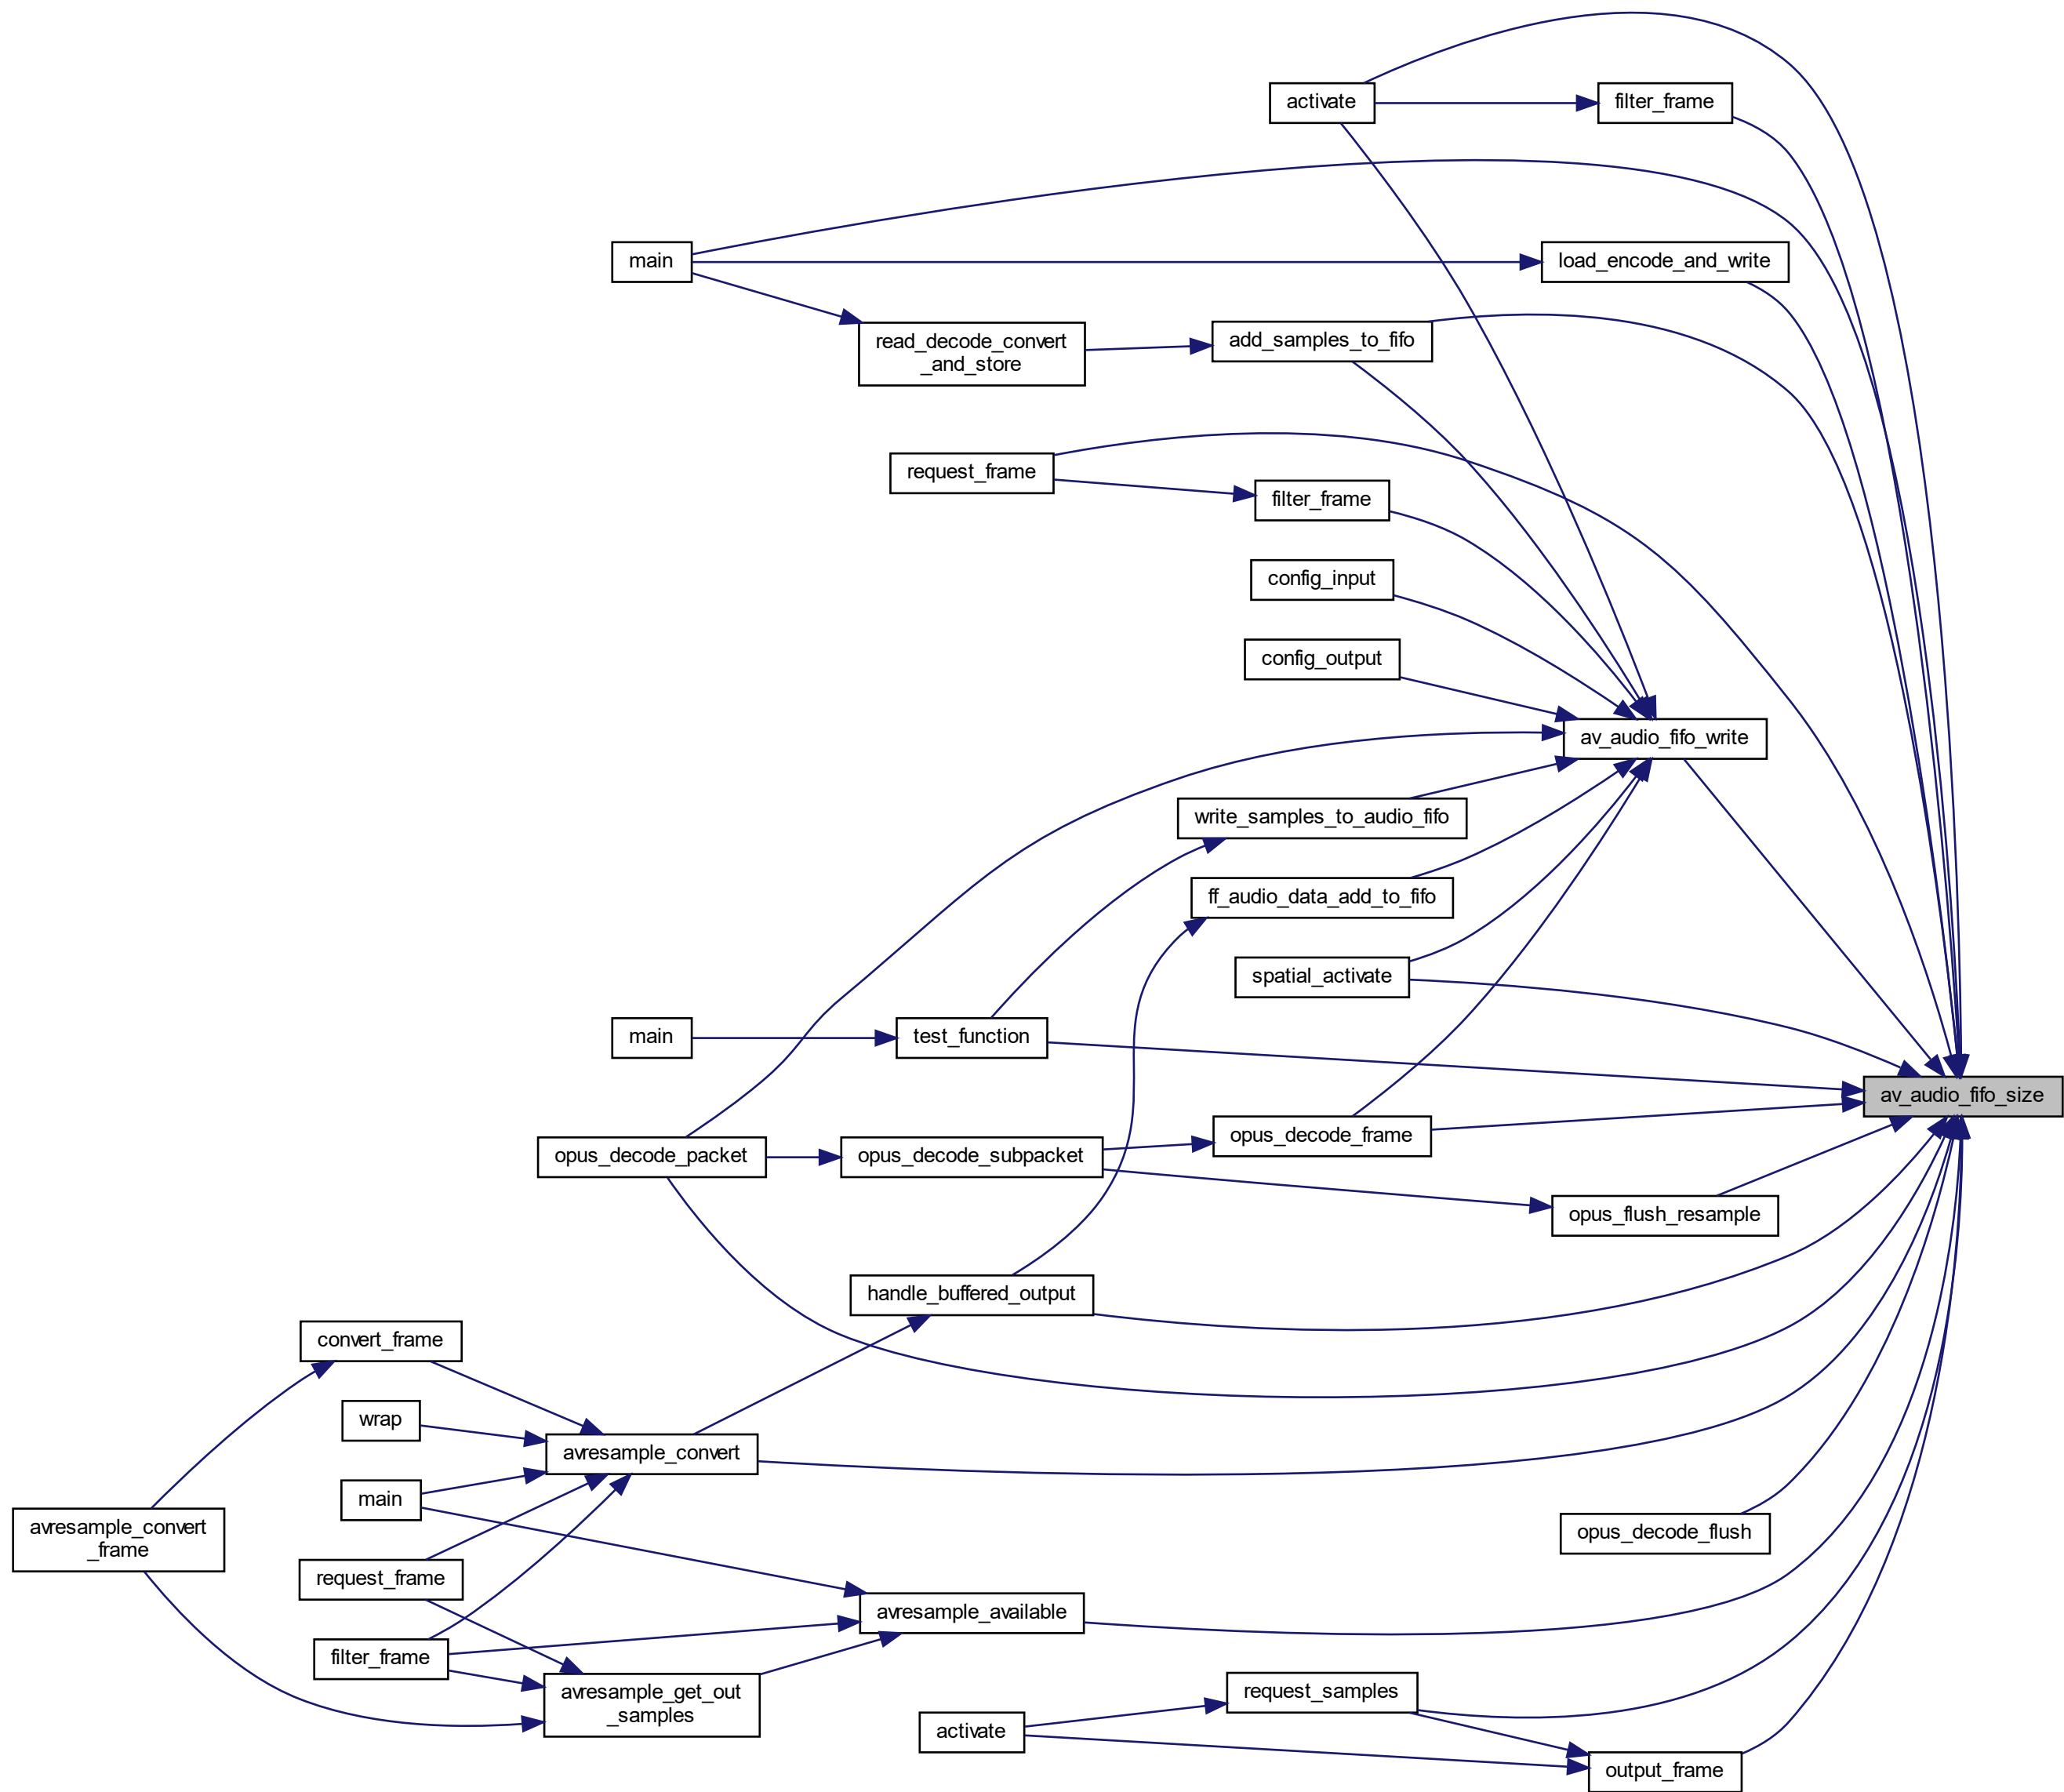 activate
filter_frame
main
load_encode_and_write
read_decode_convert
_and_store
add_samples_to_fifo
request_frame
filter_frame
config_input
config_output
av_audio_fifo_write
write_samples_to_audio_fifo
ff_audio_data_add_to_fifo
spatial_activate
main
test_function
av_audio_fifo_size
opus_decode_packet
opus_decode_subpacket
opus_decode_frame
opus_flush_resample
handle_buffered_output
convert_frame
wrap
avresample_convert
main
avresample_convert
_frame
opus_decode_flush
request_frame
avresample_available
filter_frame
avresample_get_out
_samples
request_samples
activate
output_frame